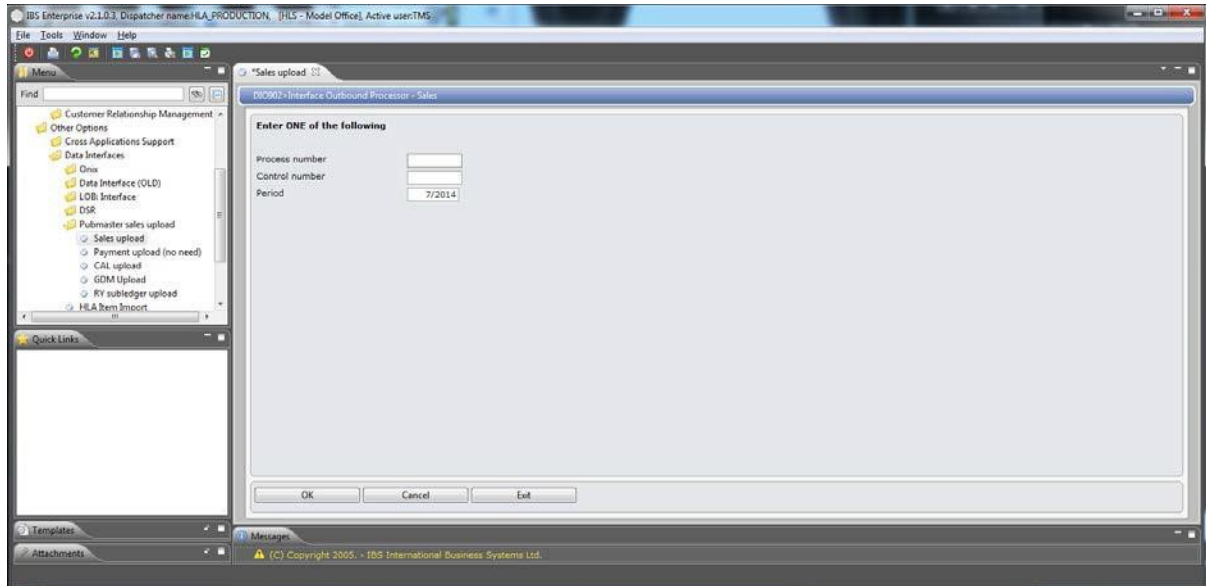 IBS Enterprise v2.1.0.3, Dispatcher name:HLA_PRODUCTION, [HLS - Model Office], Active user:TMS
File Tools Window Help
Menu
*Sales upload
Find
DIO902>Interface Outbound Processor - Sales
Customer Relationship Management
Other Options
Cross Applications Support
Data Interfaces
Onix
Data Interface (OLD)
LOBi Interface
DSR
Pubmaster sales upload
Sales upload
Payment upload (no need)
CAL upload
GDM Upload
RY subledger upload
HLA Item Import
Enter ONE of the following
Process number
Control number
Period 7/2014
Quick Links
OK Cancel Exit
Templates
Attachments
Messages
(C) Copyright 2005. - IBS International Business Systems Ltd.